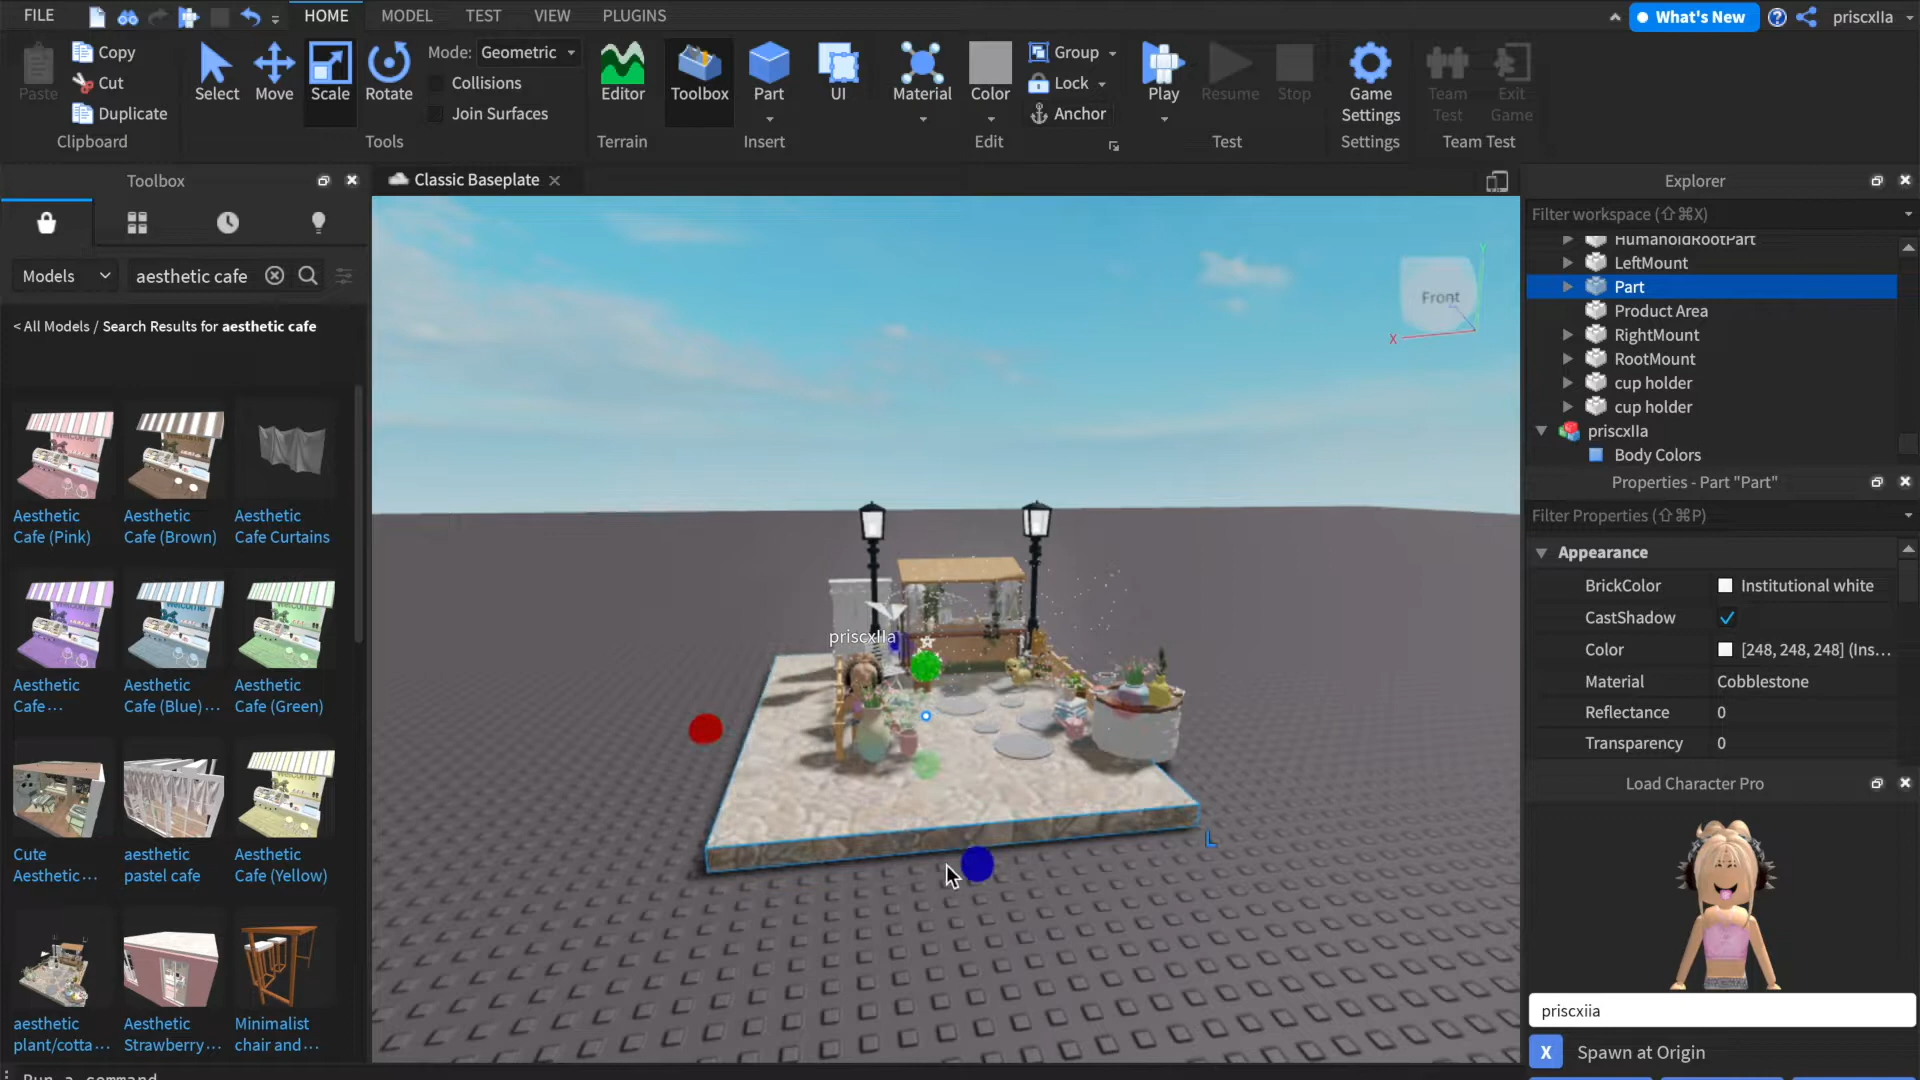 FILE
HOME
MODEL
TEST
VIEW
PLUGINS
What's New
priscxlla
Paste
Copy
Cut
Duplicate
Clipboard
Select
Move
Scale
Rotate
Mode: Geometric
Collisions
Join Surfaces
Tools
Editor
Terrain
Toolbox
Part
UI
Insert
Material
Color
Group
Lock
Anchor
Edit
Play
Resume
Stop
Test
Game
Settings
Settings
Team
Test
Exit
Game
Team Test
Toolbox
Models
aesthetic cafe
< All Models / Search Results for aesthetic cafe
Aesthetic
Cafe (Pink)
Aesthetic
Cafe (Brown)
Aesthetic
Cafe Curtains
Aesthetic
Cafe...
Aesthetic
Cafe (Blue)...
Aesthetic
Cafe (Green)
Cute
Aesthetic...
aesthetic
pastel cafe
Aesthetic
Cafe (Yellow)
aesthetic
plant/cotta...
Aesthetic
Strawberry...
Minimalist
chair and...
Run a command
Classic Baseplate
Front
Y
X
priscxlla
L
Explorer
Filter workspace (⇧⌘X)
HumanoidRootPart
LeftMount
Part
Product Area
RightMount
RootMount
cup holder
cup holder
priscxlla
Body Colors
Properties - Part "Part"
Filter Properties (⇧⌘P)
Appearance
BrickColor
Institutional white
CastShadow
Color
[248, 248, 248] (Ins...
Material
Cobblestone
Reflectance
0
Transparency
0
Load Character Pro
priscxiia
X
Spawn at Origin